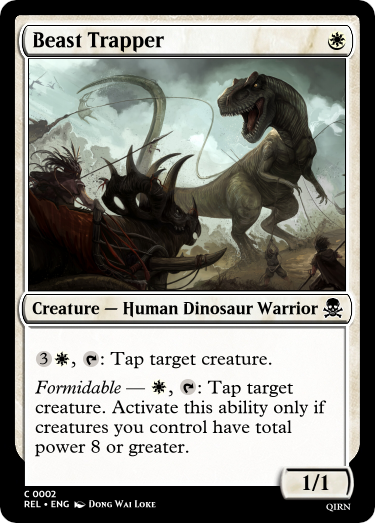 Beast Trapper
Creature — Human Dinosaur Warrior
3, : Tap target creature.
Formidable — , : Tap target
creature. Activate this ability only if
creatures you control have total
power 8 or greater.
1/1
C 0002
REL • ENG Dong Wai Loke
QIRN